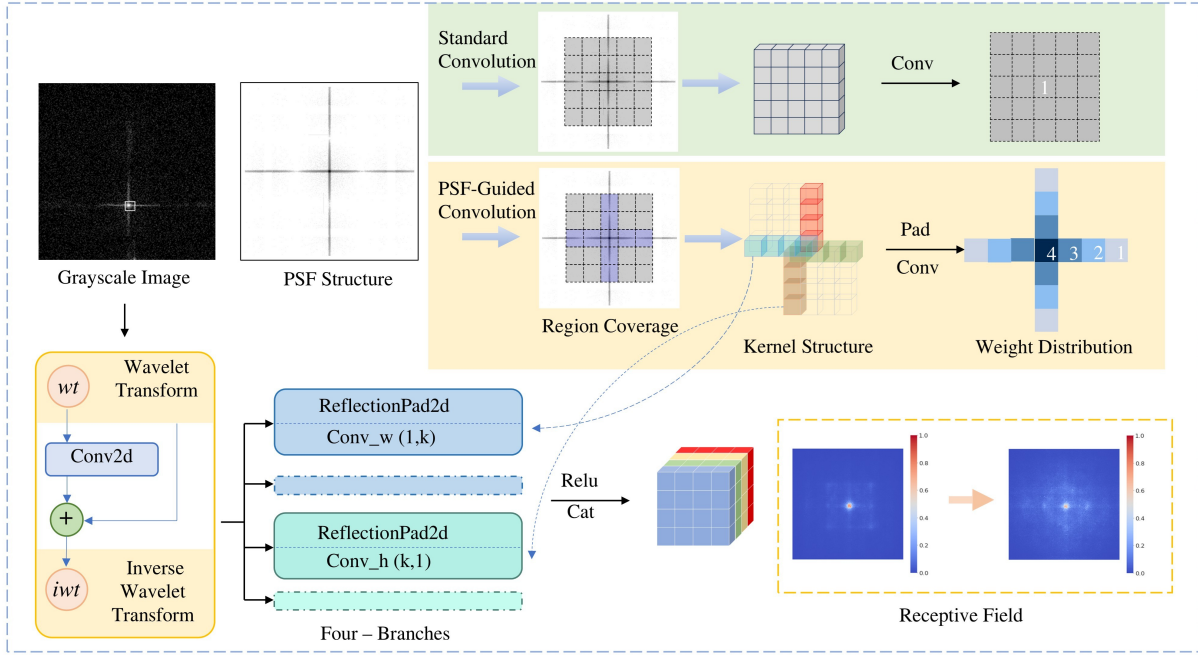 Standard
Convolution
Conv
1
Grayscale Image
PSF Structure
PSF-Guided
Convolution
Region Coverage
Kernel Structure
Pad
Conv
4 3 2 1
Weight Distribution
wt
Wavelet
Transform
Conv2d
+
iwt
Inverse
Wavelet
Transform
ReflectionPad2d
Conv_w (1,k)
ReflectionPad2d
Conv_h (k,1)
Four – Branches
Relu
Cat
1.0
0.8
0.6
0.4
0.2
0.0
1.0
0.8
0.6
0.4
0.2
0.0
Receptive Field